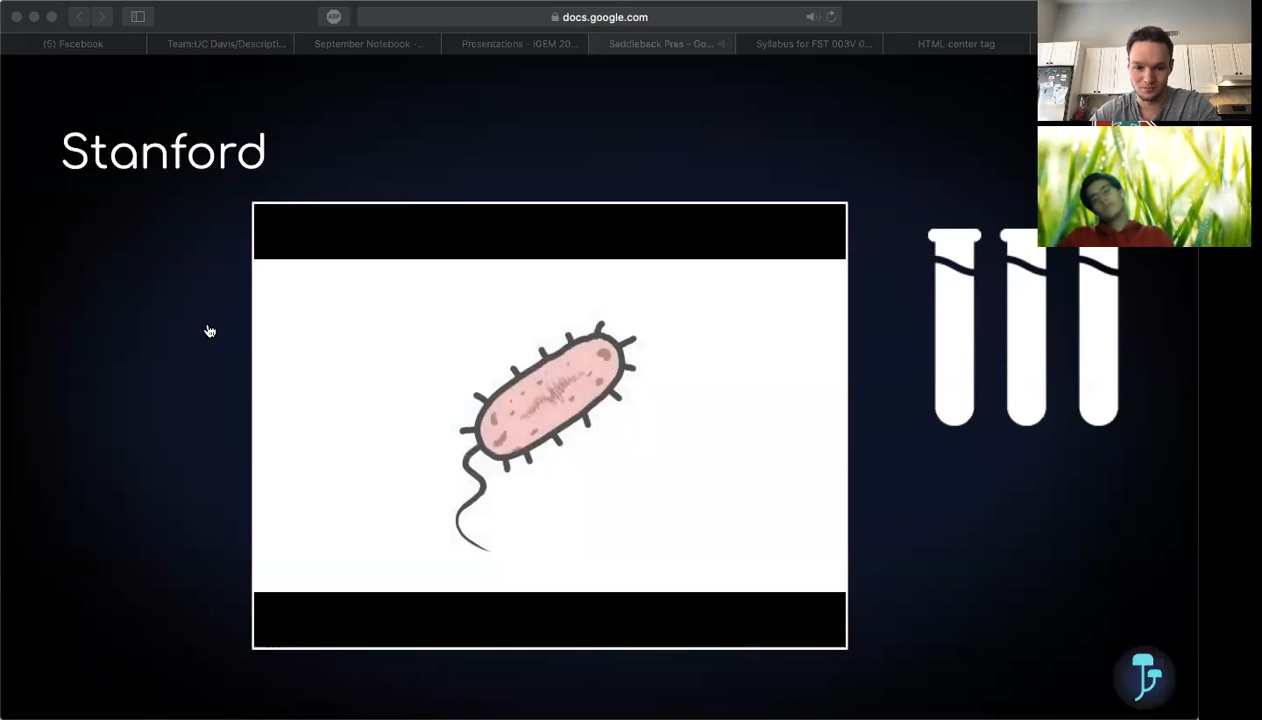 ABP
docs.google.com
(5) Facebook
Team:UC Davis/Descripti...
September Notebook -...
Presentations - iGEM 20...
Saddleback Pres - Go...
Syllabus for FST 003V 0...
HTML center tag
Stanford